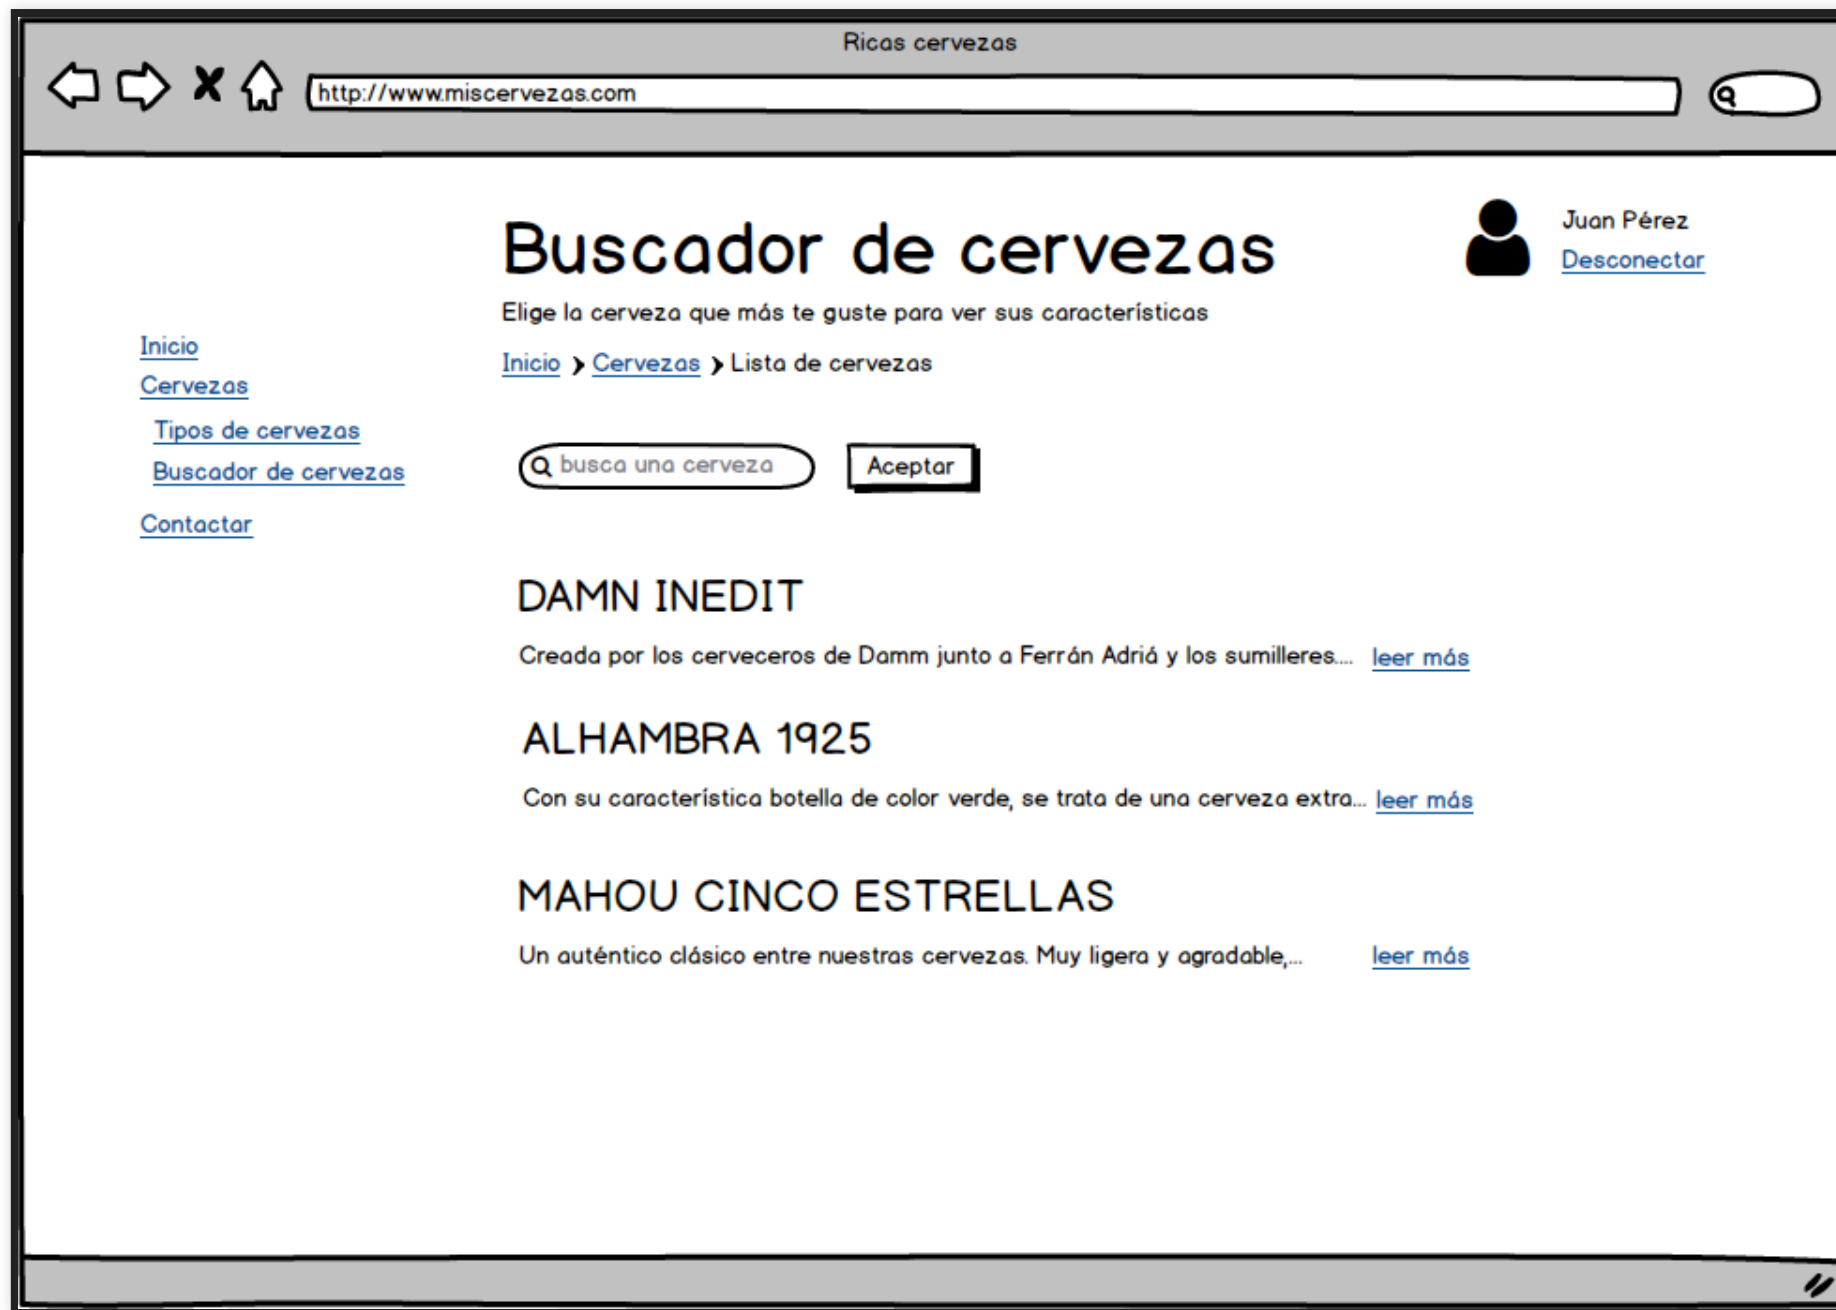 Ricas cervezas
http://www.miscervezas.com
Buscador de cervezas
Juan Pérez
Desconectar
Elige la cerveza que más te guste para ver sus características
Inicio
Cervezas
Tipos de cervezas
Buscador de cervezas
Contactar
Inicio > Cervezas > Lista de cervezas
busca una cerveza
Aceptar
DAMN INEDIT
Creada por los cerveceros de Damm junto a Ferrán Adriá y los sumilleres.... leer más
ALHAMBRA 1925
Con su característica botella de color verde, se trata de una cerveza extra... leer más
MAHOU CINCO ESTRELLAS
Un auténtico clásico entre nuestras cervezas. Muy ligera y agradable,... leer más